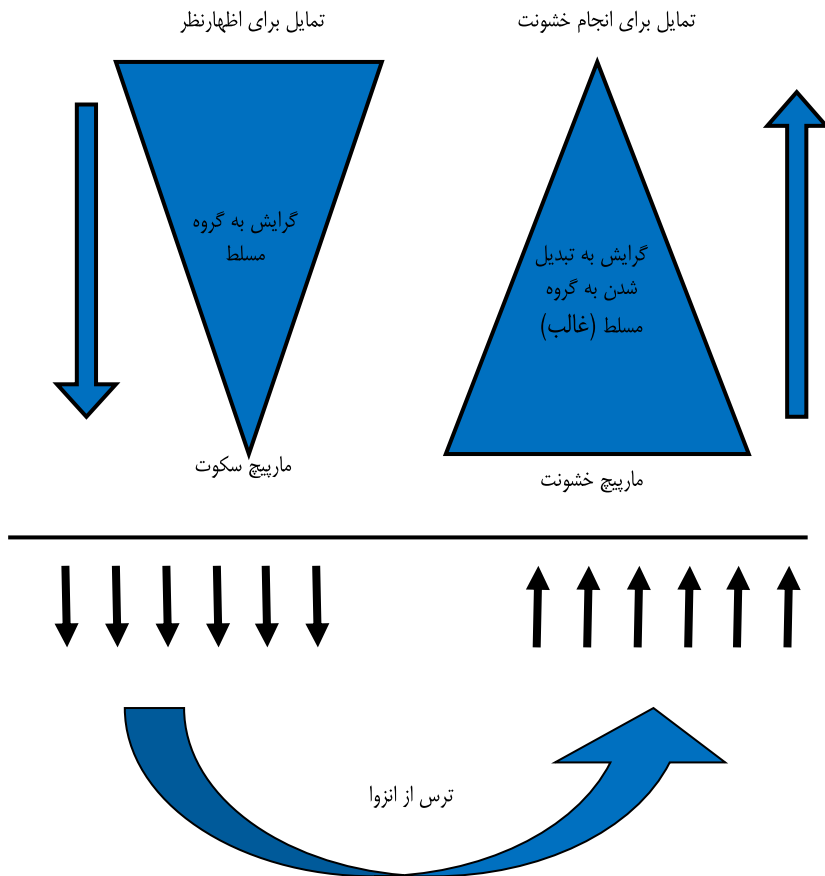 تمایل برای انجام خشونت
تمایل برای اظهارنظر
گرایش به تبدیل
شدن به گروه
مسلط (غالب)
گرایش به گروه
مسلط
مارپیچ خشونت
مارپیچ سکوت
ترس از انزوا